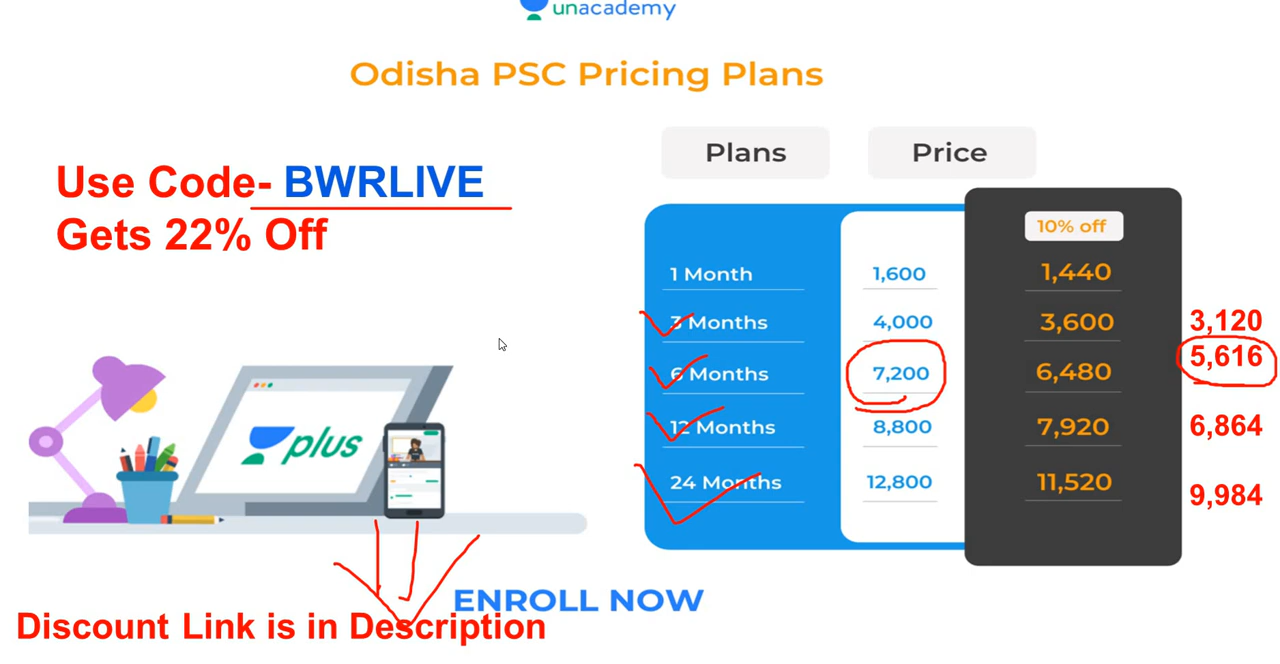 unacademy
Odisha PSC Pricing Plans
Use Code- BWRLIVE
Gets 22% Off
plus
Discount Link is in Description
ENROLL NOW
Plans Price
10% off
1 Month 1,600 1,440
3 Months 4,000 3,600 3,120
6 Months 7,200 6,480 5,616
12 Months 8,800 7,920 6,864
24 Months 12,800 11,520 9,984